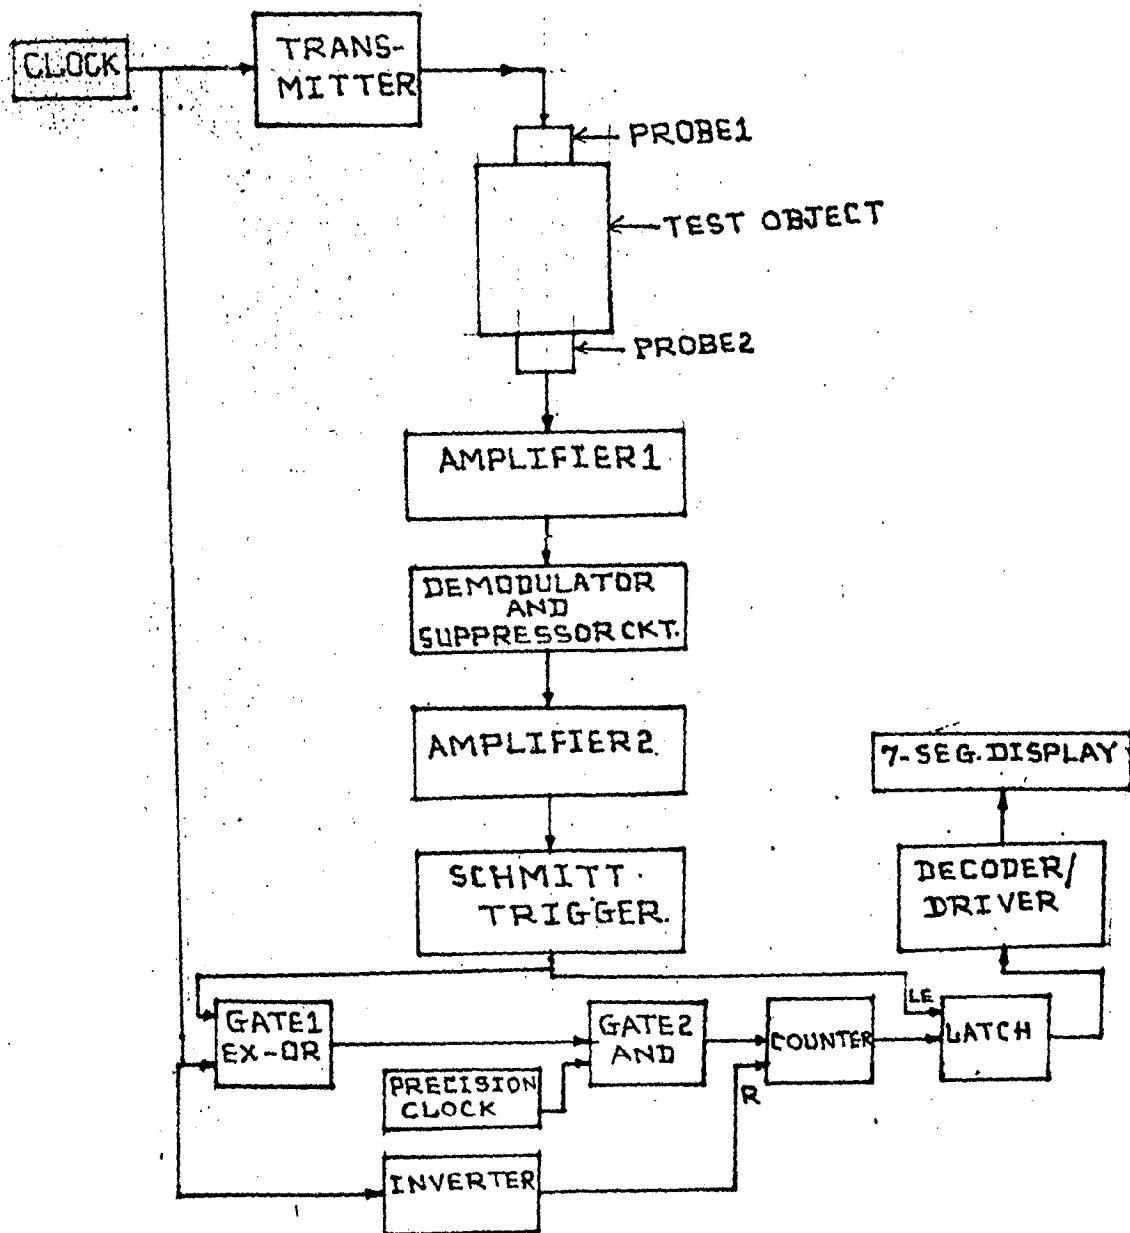 CLOCK
TRANS-
MITTER
PROBE1
TEST OBJECT
PROBE2
AMPLIFIER1
DEMODULATOR
AND
SUPPRESSOR CKT.
AMPLIFIER2.
7-SEG.DISPLAY
SCHMITT
TRIGGER.
DECODER/
DRIVER
LE
GATE1
EX-OR
GATE2
AND
COUNTER
LATCH
PRECISION
CLOCK
R
INVERTER